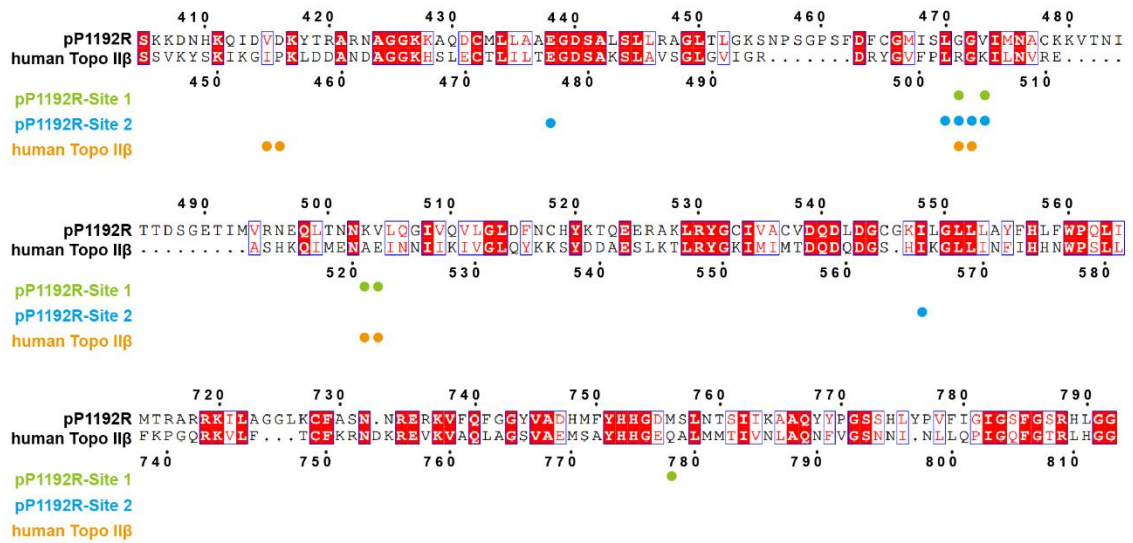 410 420 430 440 450 460 470 480
pP1192R SKKDNHKQIDVDKYTRARNAGGKKAQDCMLLAAEGDSALSLLRAGLTLGKSNPSGPSFDFCGMISLGGVIMNACKKVTNI
human Topo IIβ SSVKYSKIKGIPKLDDANDAGGKHSLECTLILTEGDSAKSLAVSGLGVIGR.......DRYGVFPLRGKILNVRE.....
450 460 470 480 490 500 510
pP1192R-Site 1
pP1192R-Site 2
human Topo IIβ
490 500 510 520 530 540 550 560
pP1192R TTDSGETIMVRNEQLTNNKVLQGIVQVLGLDFNCHYKTQEERAKLRYGCIVACVDQDLDGCGKILGLLLAYFHLFWPQLI
human Topo IIβ .........ASHKQIMENAEINNIIKIVGLQYKKSYDDAESLKTLRYGKIMIMTDQDQDGS.HIKGLLINFIHHNWPSLL
520 530 540 550 560 570 580
pP1192R-Site 1
pP1192R-Site 2
human Topo IIβ
720 730 740 750 760 770 780 790
pP1192R MTRARRKILAGGLKCFASN.NRERKVFQFGGYVADHMFYHHGDMSLNTSIIKAAQYYPGSSHLYPVFIGIGSFGSRHLGG
human Topo IIβ FKPGQRKVLF...TCFKRNDKREVKVAQLAGSVAEMSAYHHGEQALMMTIVNLAQNFVGSNNI.NLLQPIGQFGTRLHGG
740 750 760 770 780 790 800 810
pP1192R-Site 1
pP1192R-Site 2
human Topo IIβ